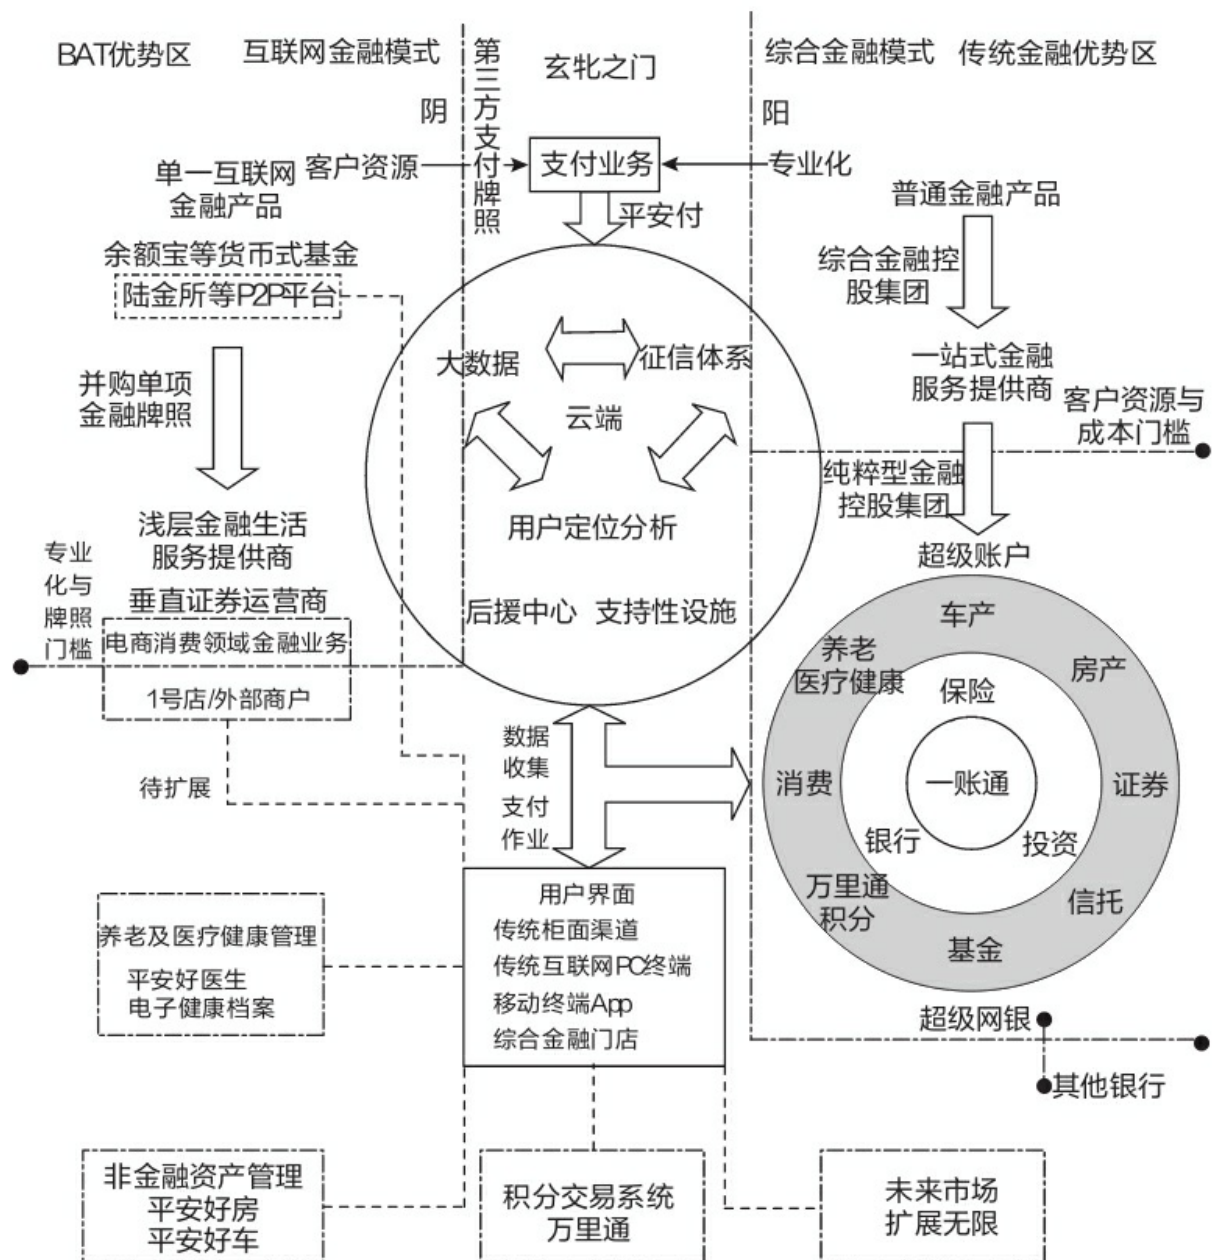 BAT优势区
互联网金融模式
第三方支付牌照
玄牝之门
综合金融模式
传统金融优势区
阴
阳
单一互联网
金融产品
客户资源
支付业务
专业化
平安付
普通金融产品
余额宝等货币式基金
陆金所等P2P平台
综合金融控
股集团
大数据
征信体系
云端
一站式金融
服务提供商
并购单项
金融牌照
客户资源与
成本门槛
纯粹型金融
控股集团
用户定位分析
浅层金融生活
服务提供商
专业
化与
牌照
门槛
垂直证券运营商
后援中心
支持性设施
超级账户
电商消费领域金融业务
1号店/外部商户
车产
养老
医疗健康
房产
保险
数据
收集
支付
作业
待扩展
消费
一账通
证券
银行
投资
万里通
积分
信托
基金
用户界面
传统柜面渠道
传统互联网PC终端
移动终端App
综合金融门店
养老及医疗健康管理
平安好医生
电子健康档案
超级网银
其他银行
非金融资产管理
平安好房
平安好车
积分交易系统
万里通
未来市场
扩展无限